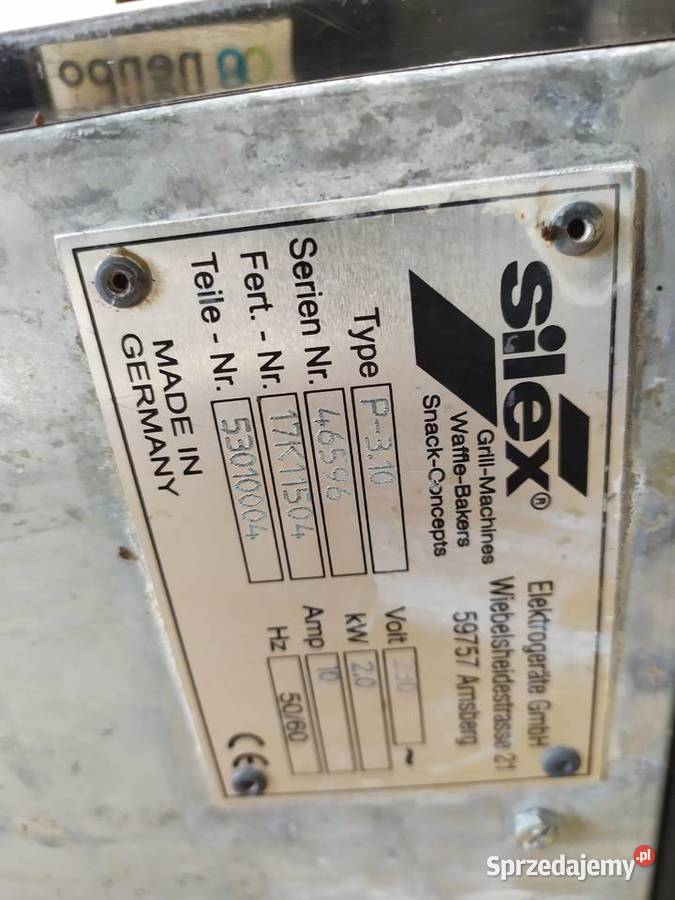 silex®
Grill-Machines
Waffle-Bakers
Snack-Concepts
Elektrogeräte GmbH
Wiebelsheidestrasse 21
59757 Arnsberg
Type P-3.10
Serien Nr. 46596
Fert. - Nr. 17K11504
Teile - Nr. 53010004
Volt 230 ~
kW 2.0
Amp 10
Hz 50/60
MADE IN
GERMANY
CE
Sprzedajemy.pl